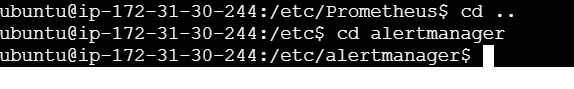 ubuntu@ip-172-31-30-244:/etc/Prometheus$ cd ..
ubuntu@ip-172-31-30-244:/etc$ cd alertmanager
ubuntu@ip-172-31-30-244:/etc/alertmanager$